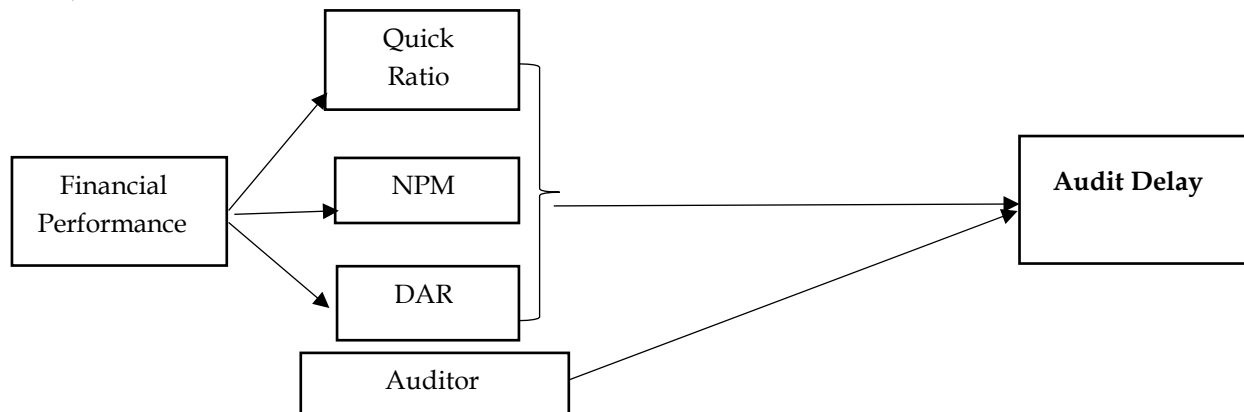 Quick
Ratio
Financial
Performance
NPM
Audit Delay
DAR
Auditor